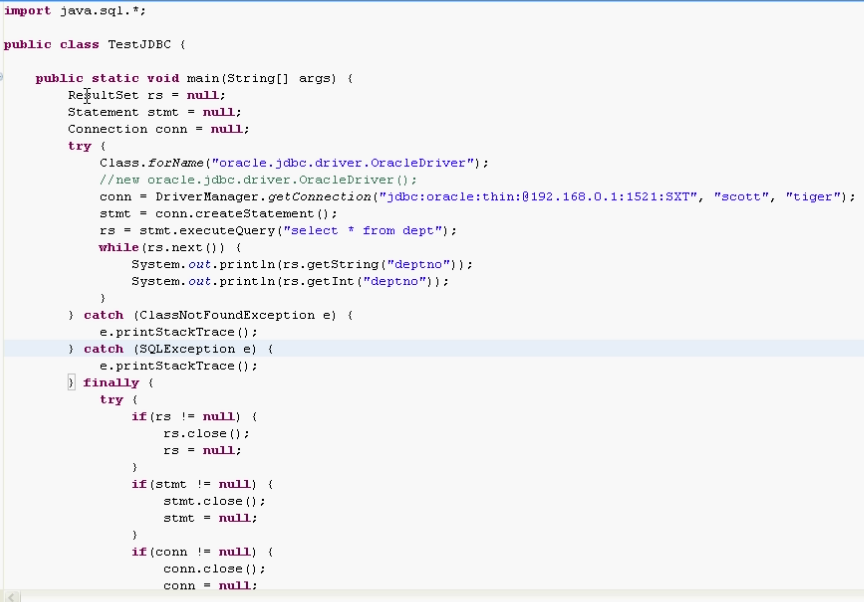 import java.sql.*;
public class TestJDBC {
public static void main(String[] args) {
ResultSet rs = null;
Statement stmt = null;
Connection conn = null;
try {
Class.forName("oracle.jdbc.driver.OracleDriver");
//new oracle.jdbc.driver.OracleDriver();
conn = DriverManager.getConnection("jdbc:oracle:thin:@192.168.0.1:1521:SXT", "scott", "tiger");
stmt = conn.createStatement();
rs = stmt.executeQuery("select * from dept");
while(rs.next()) {
System.out.println(rs.getString("deptno"));
System.out.println(rs.getInt("deptno"));
}
} catch (ClassNotFoundException e) {
e.printStackTrace();
} catch (SQLException e) {
e.printStackTrace();
} finally {
try {
if(rs != null) {
rs.close();
rs = null;
}
if(stmt != null) {
stmt.close();
stmt = null;
}
if(conn != null) {
conn.close();
conn = null;